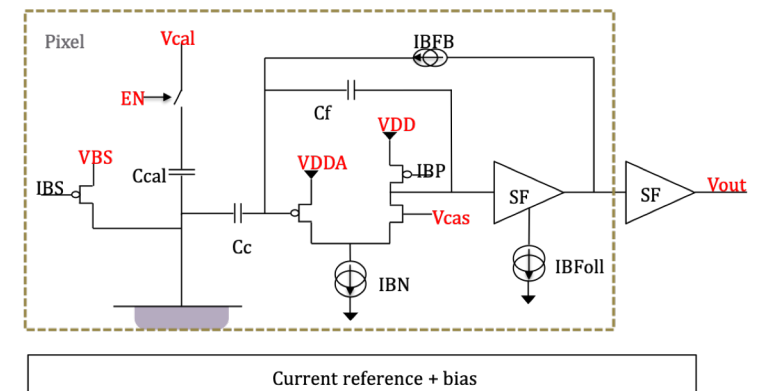 Pixel
Vcal
IBFB
EN
Cf
VDD
VBS
VDDA
IBP
IBS
Ccal
SF
SF
Vout
Vcas
Cc
IBN
IBFoll
Current reference + bias